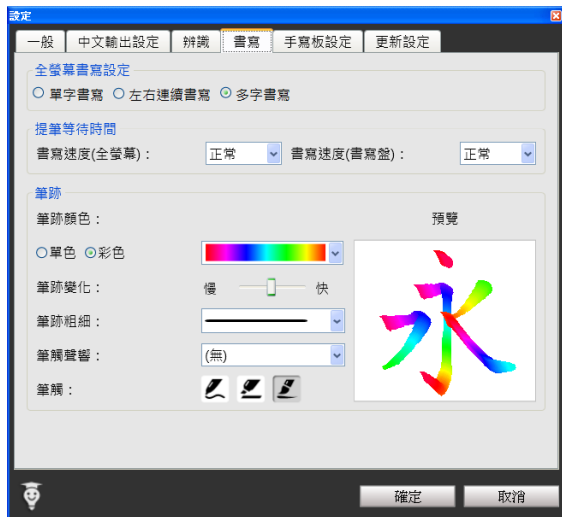 設定
一般 中文輸出設定 辨識 書寫 手寫板設定 更新設定
全螢幕書寫設定
單字書寫 左右連續書寫 多字書寫
提筆等待時間
書寫速度(全螢幕): 正常 書寫速度(書寫盤): 正常
筆跡
筆跡顏色: 預覽
單色 彩色
筆跡變化: 慢 快
筆跡粗細:
筆觸聲響: (無)
筆觸:
永
確定 取消